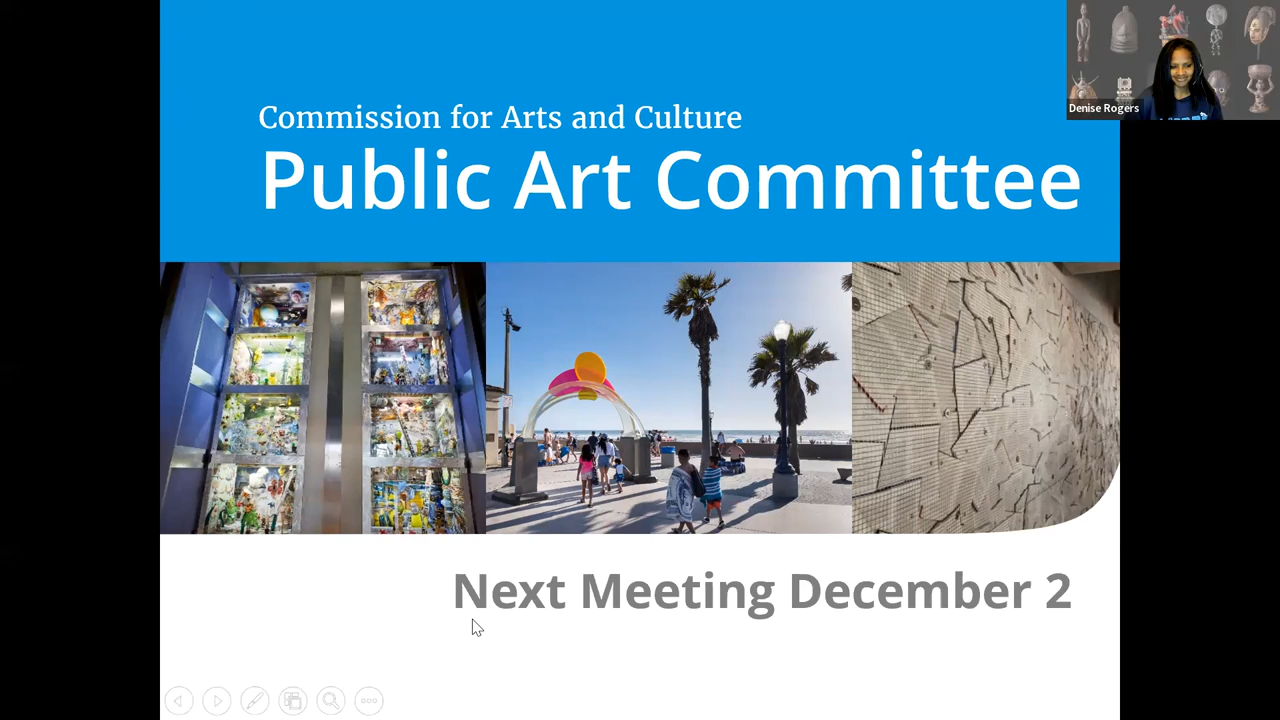 Commission for Arts and Culture
Public Art Committee
Denise Rogers
Next Meeting December 2